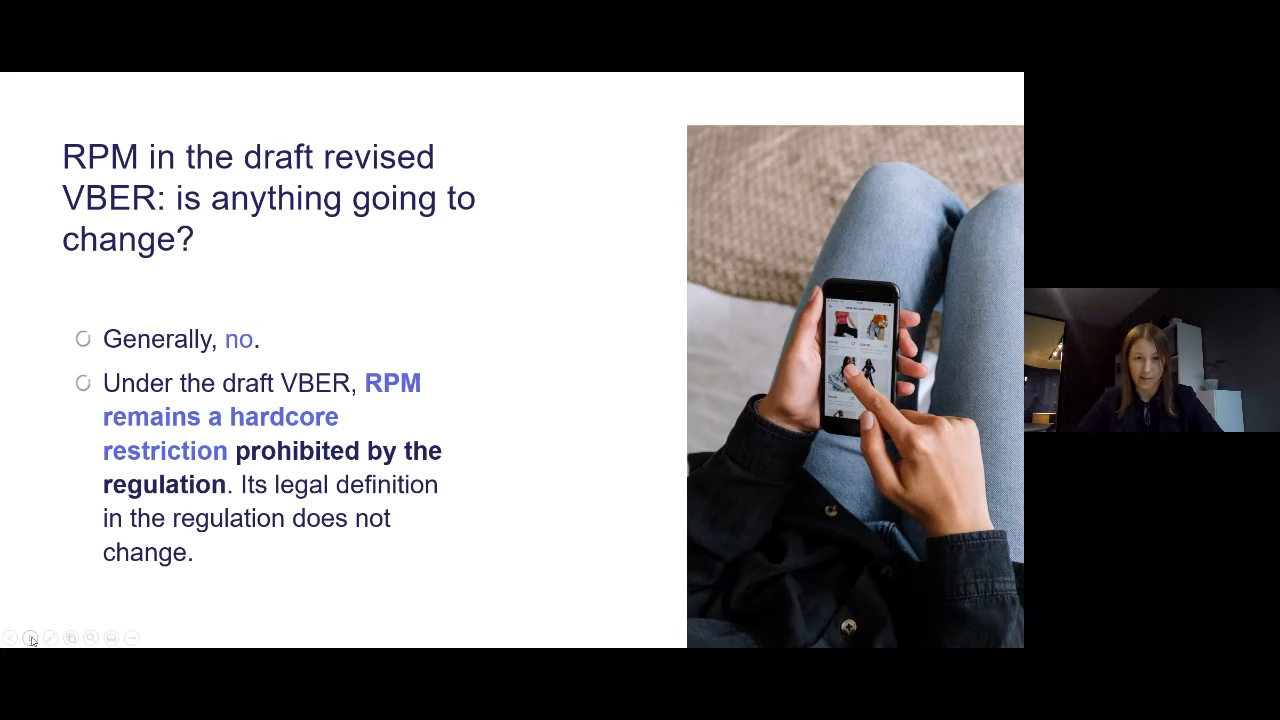 RPM in the draft revised
VBER: is anything going to
change?
Generally, no.
Under the draft VBER, RPM
remains a hardcore
restriction prohibited by the
regulation. Its legal definition
in the regulation does not
change.